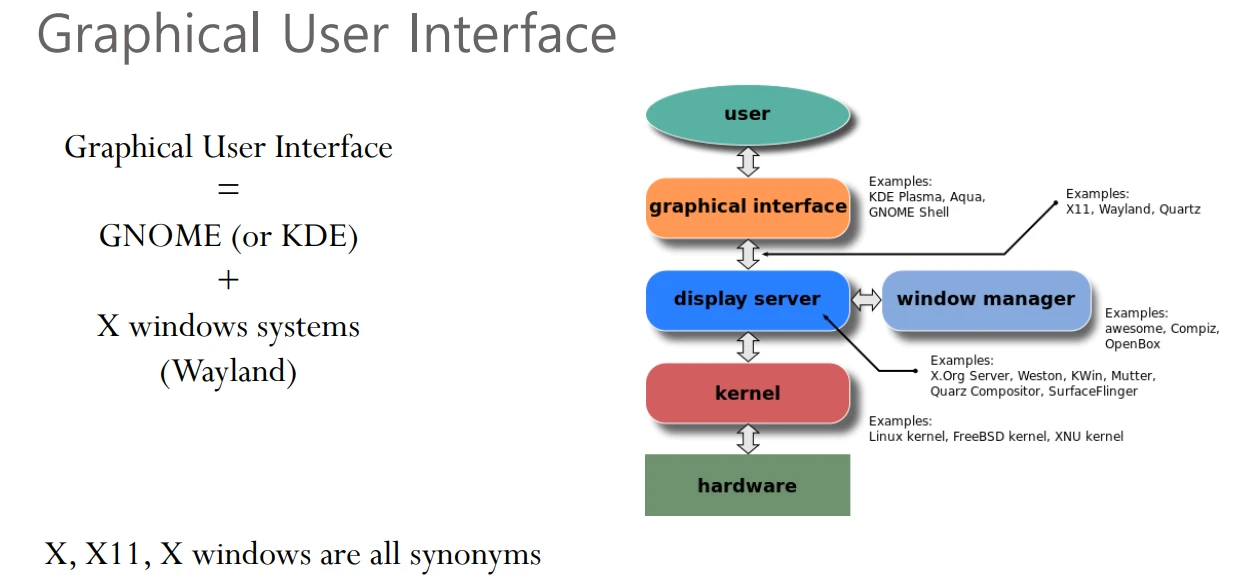 Graphical User Interface
Graphical User Interface
=
GNOME (or KDE)
+
X windows systems
(Wayland)
X, X11, X windows are all synonyms
user
graphical interface
Examples:
KDE Plasma, Aqua,
GNOME Shell
Examples:
X11, Wayland, Quartz
display server
window manager
Examples:
awesome, Compiz,
OpenBox
Examples:
X.Org Server, Weston, KWin, Mutter,
Quarz Compositor, SurfaceFlinger
kernel
Examples:
Linux kernel, FreeBSD kernel, XNU kernel
hardware